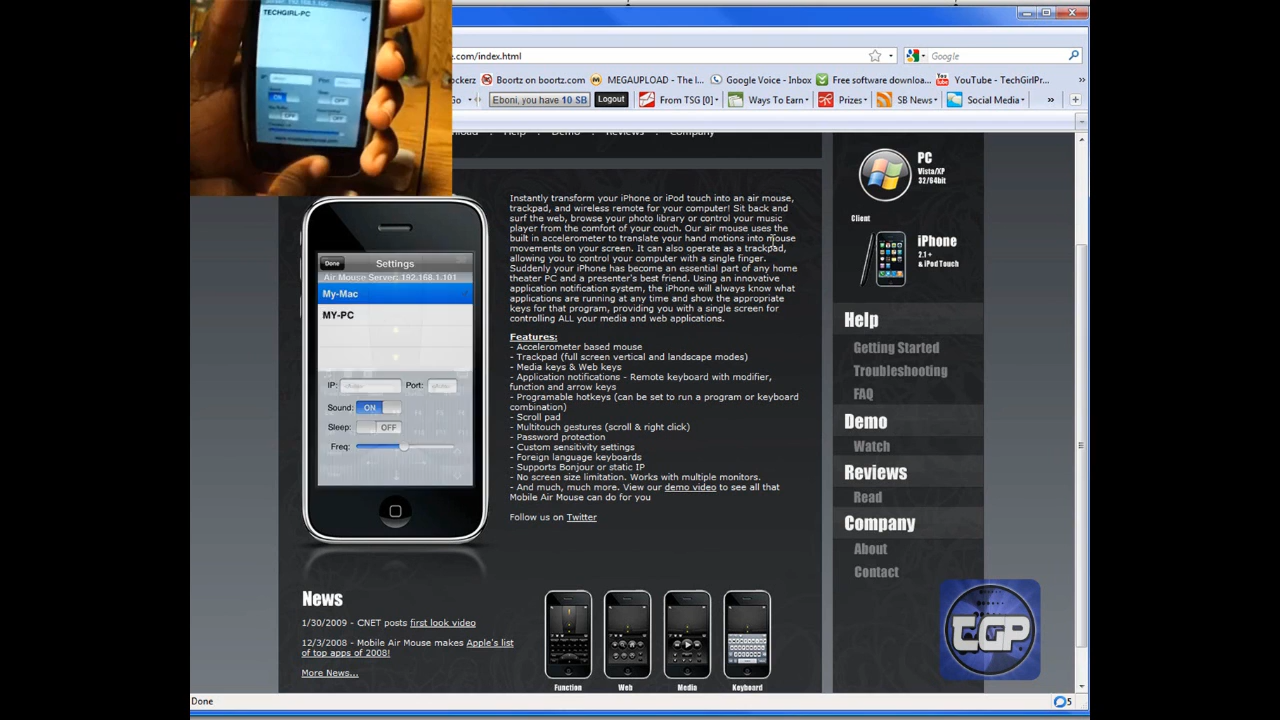 TECHGIRL-PC
ON
OFF
OFF
OFF
e.com/index.html
Google
ockerz
Boortz on boortz.com
MEGAUPLOAD - The l...
Google Voice - Inbox
Free software downloa...
YouTube - TechGirlPr...
Go
Eboni, you have 10 SB
Logout
From TSG [0]
Ways To Earn
Prizes
SB News
Social Media
Help
Demo
Reviews
Company
Instantly transform your iPhone or iPod touch into an air mouse,
trackpad, and wireless remote for your computer! Sit back and
surf the web, browse your photo library or control your music
player from the comfort of your couch. Our air mouse uses the
built in accelerometer to translate your hand motions into mouse
movements on your screen. It can also operate as a trackpad,
allowing you to control your computer with a single finger.
Suddenly your iPhone has become an essential part of any home
theater PC and a presenter's best friend. Using an innovative
application notification system, the iPhone will always know what
applications are running at any time and show the appropriate
keys for that program, providing you with a single screen for
controlling ALL your media and web applications.
Features:
- Accelerometer based mouse
- Trackpad (full screen vertical and landscape modes)
- Media keys & Web keys
- Application notifications - Remote keyboard with modifier,
function and arrow keys
- Programable hotkeys (can be set to run a program or keyboard
combination)
- Scroll pad
- Multitouch gestures (scroll & right click)
- Password protection
- Custom sensitivity settings
- Foreign language keyboards
- Supports Bonjour or static IP
- No screen size limitation. Works with multiple monitors.
- And much, much more. View our demo video to see all that
Mobile Air Mouse can do for you
Follow us on Twitter
Done
Settings
Air Mouse Server: 192.168.1.101
My-Mac
MY-PC
IP:
Port:
Sound: ON
Sleep: OFF
Freq:
PC
Vista/XP
32/64bit
Client
iPhone
2.1 +
& iPod Touch
Help
Getting Started
Troubleshooting
FAQ
Demo
Watch
Reviews
Read
Company
About
Contact
TGP
News
1/30/2009 - CNET posts first look video
12/3/2008 - Mobile Air Mouse makes Apple's list
of top apps of 2008!
More News...
Function
Web
Media
Keyboard
Done
5